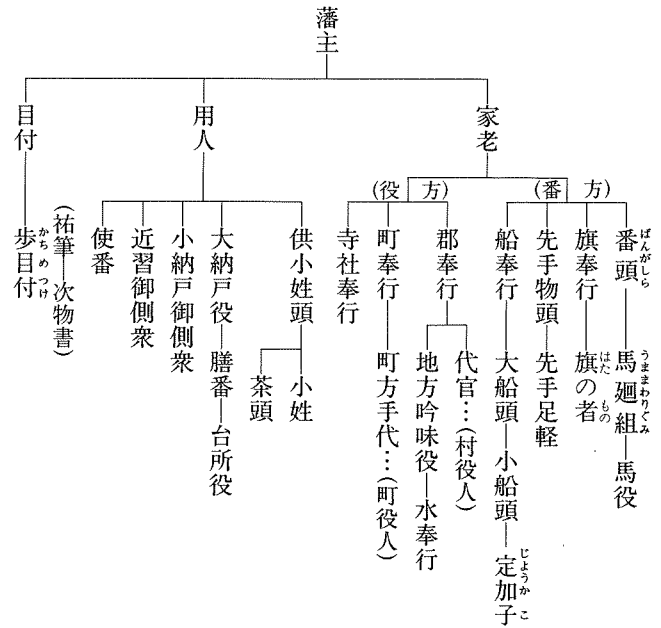 藩主
家老
(番方)
番頭―馬廻組―馬役
ばんがしら
うままわりぐみ
旗奉行―旗の者
はた もの
先手物頭―先手足軽
船奉行―大船頭―小船頭―定加子
じようか こ
(役方)
郡奉行
代官…(村役人)
地方吟味役―水奉行
町奉行―町方手代…(町役人)
寺社奉行
用人
供小姓頭
小姓
茶頭
大納戸役―膳番―台所役
小納戸御側衆
近習御側衆
使番
目付―歩目付
かち めつけ
(祐筆―次物書)